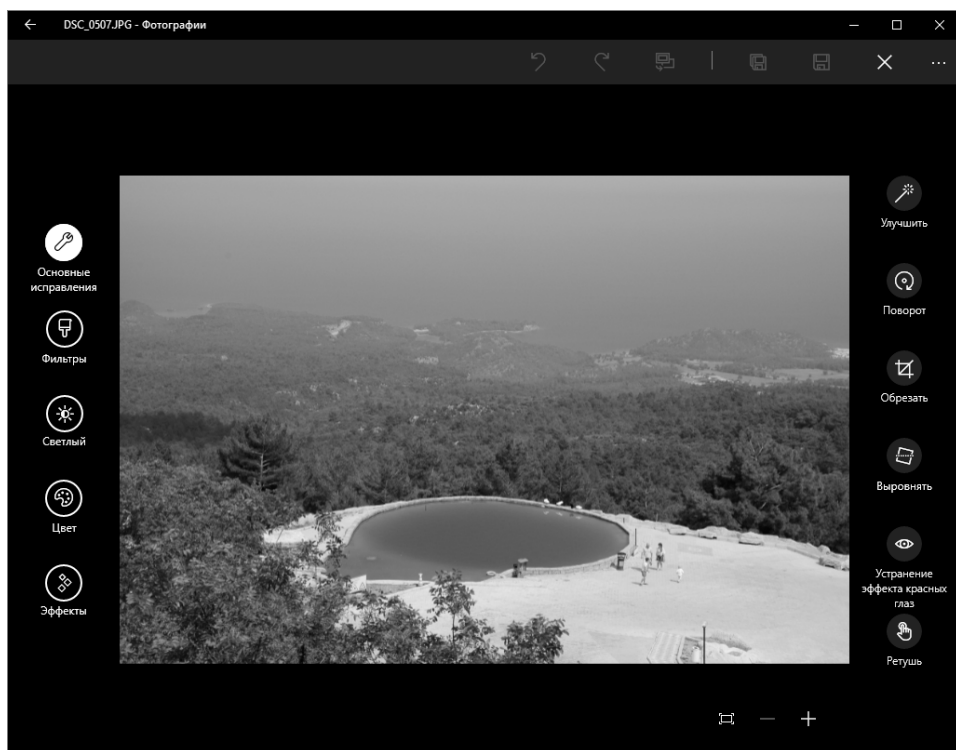 DSC_0507.JPG - Фотографии
Основные
исправления
Фильтры
Светлый
Цвет
Эффекты
Улучшить
Поворот
Обрезать
Выровнять
Устранение
эффекта красных
глаз
Ретушь